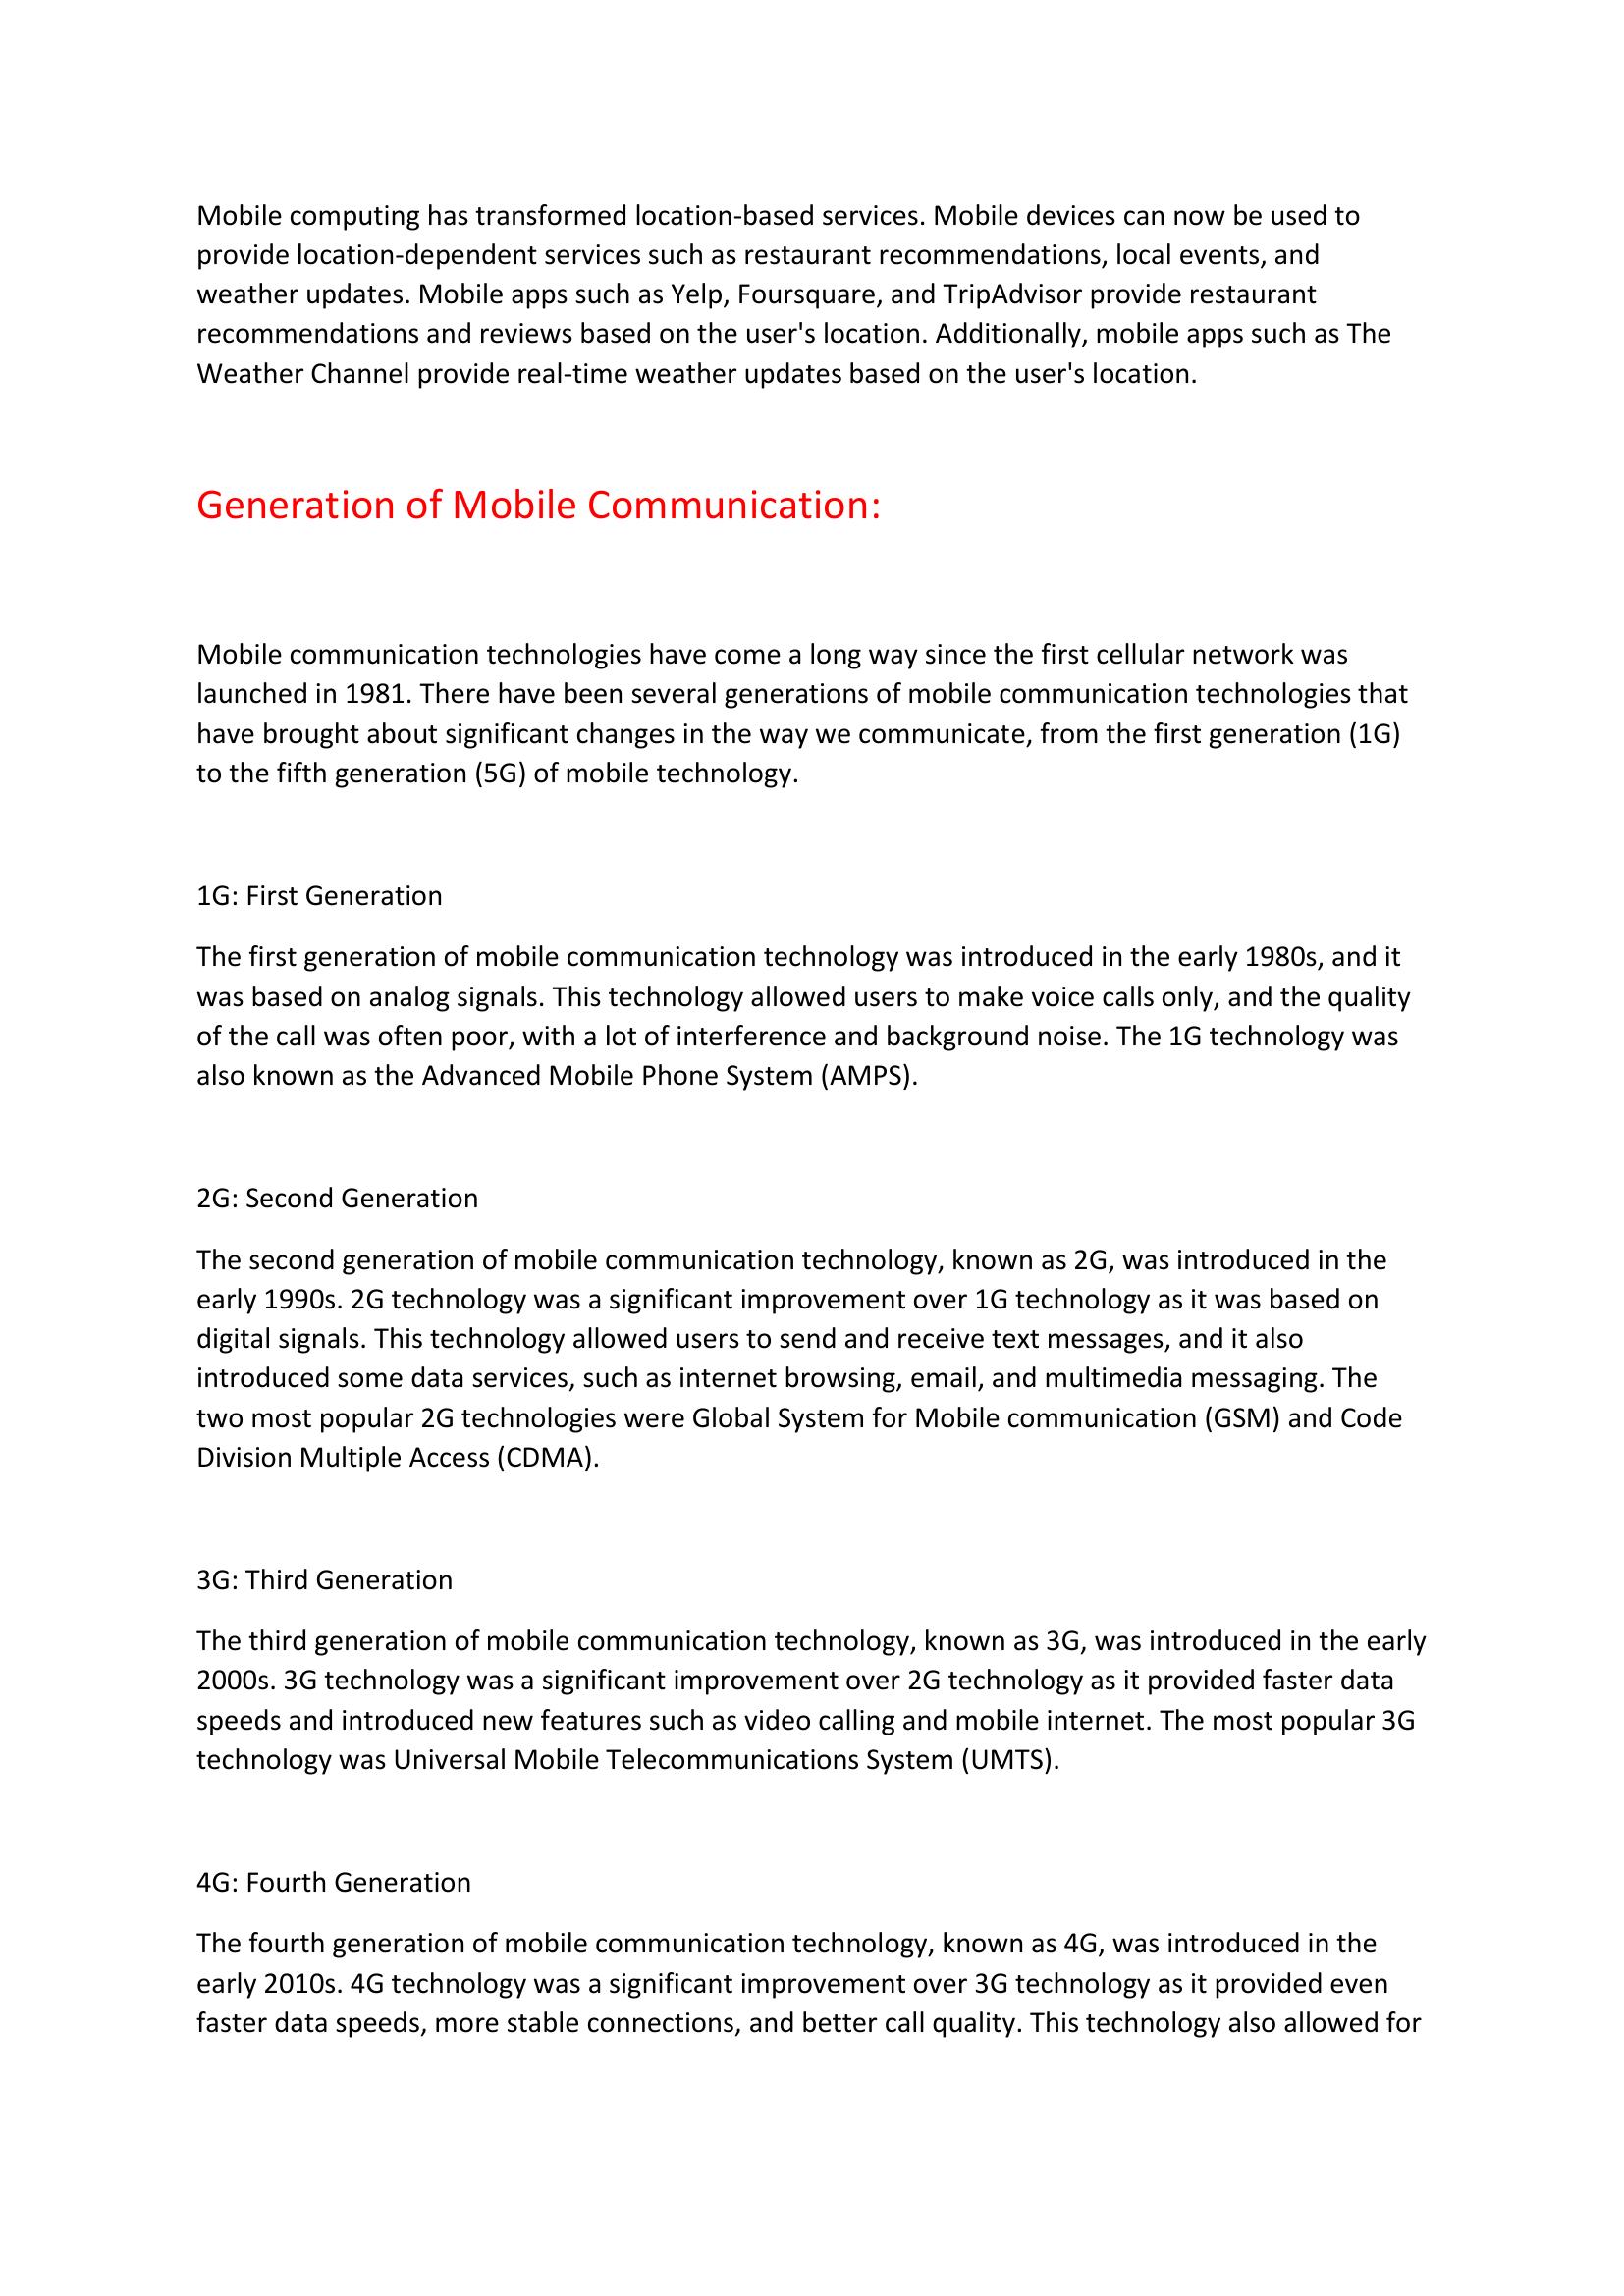 Mobile computing has transformed location-based services. Mobile devices can now be used to
provide location-dependent services such as restaurant recommendations, local events, and
weather updates. Mobile apps such as Yelp, Foursquare, and TripAdvisor provide restaurant
recommendations and reviews based on the user's location. Additionally, mobile apps such as The
Weather Channel provide real-time weather updates based on the user's location.
Generation of Mobile Communication:
Mobile communication technologies have come a long way since the first cellular network was
launched in 1981. There have been several generations of mobile communication technologies that
have brought about significant changes in the way we communicate, from the first generation (1G)
to the fifth generation (5G) of mobile technology.
1G: First Generation
The first generation of mobile communication technology was introduced in the early 1980s, and it
was based on analog signals. This technology allowed users to make voice calls only, and the quality
of the call was often poor, with a lot of interference and background noise. The 1G technology was
also known as the Advanced Mobile Phone System (AMPS).
2G: Second Generation
The second generation of mobile communication technology, known as 2G, was introduced in the
early 1990s. 2G technology was a significant improvement over 1G technology as it was based on
digital signals. This technology allowed users to send and receive text messages, and it also
introduced some data services, such as internet browsing, email, and multimedia messaging. The
two most popular 2G technologies were Global System for Mobile communication (GSM) and Code
Division Multiple Access (CDMA).
3G: Third Generation
The third generation of mobile communication technology, known as 3G, was introduced in the early
2000s. 3G technology was a significant improvement over 2G technology as it provided faster data
speeds and introduced new features such as video calling and mobile internet. The most popular 3G
technology was Universal Mobile Telecommunications System (UMTS).
4G: Fourth Generation
The fourth generation of mobile communication technology, known as 4G, was introduced in the
early 2010s. 4G technology was a significant improvement over 3G technology as it provided even
faster data speeds, more stable connections, and better call quality. This technology also allowed for